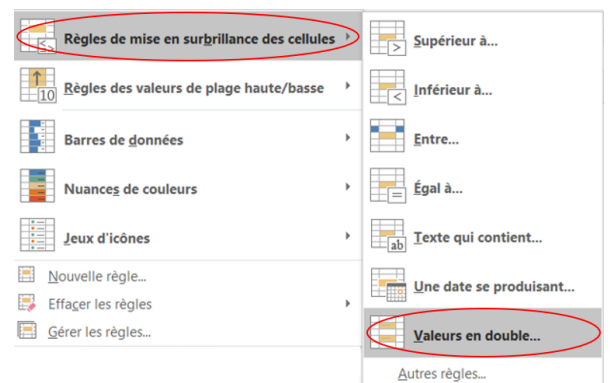 Règles de mise en surbrillance des cellules
Règles des valeurs de plage haute/basse
10
Barres de données
Nuances de couleurs
Jeux d'icônes
Nouvelle règle...
Effacer les règles
Gérer les règles...
Supérieur à...
Inférieur à...
Entre...
Égal à...
ab
Texte qui contient...
Une date se produisant...
Valeurs en double...
Autres règles...